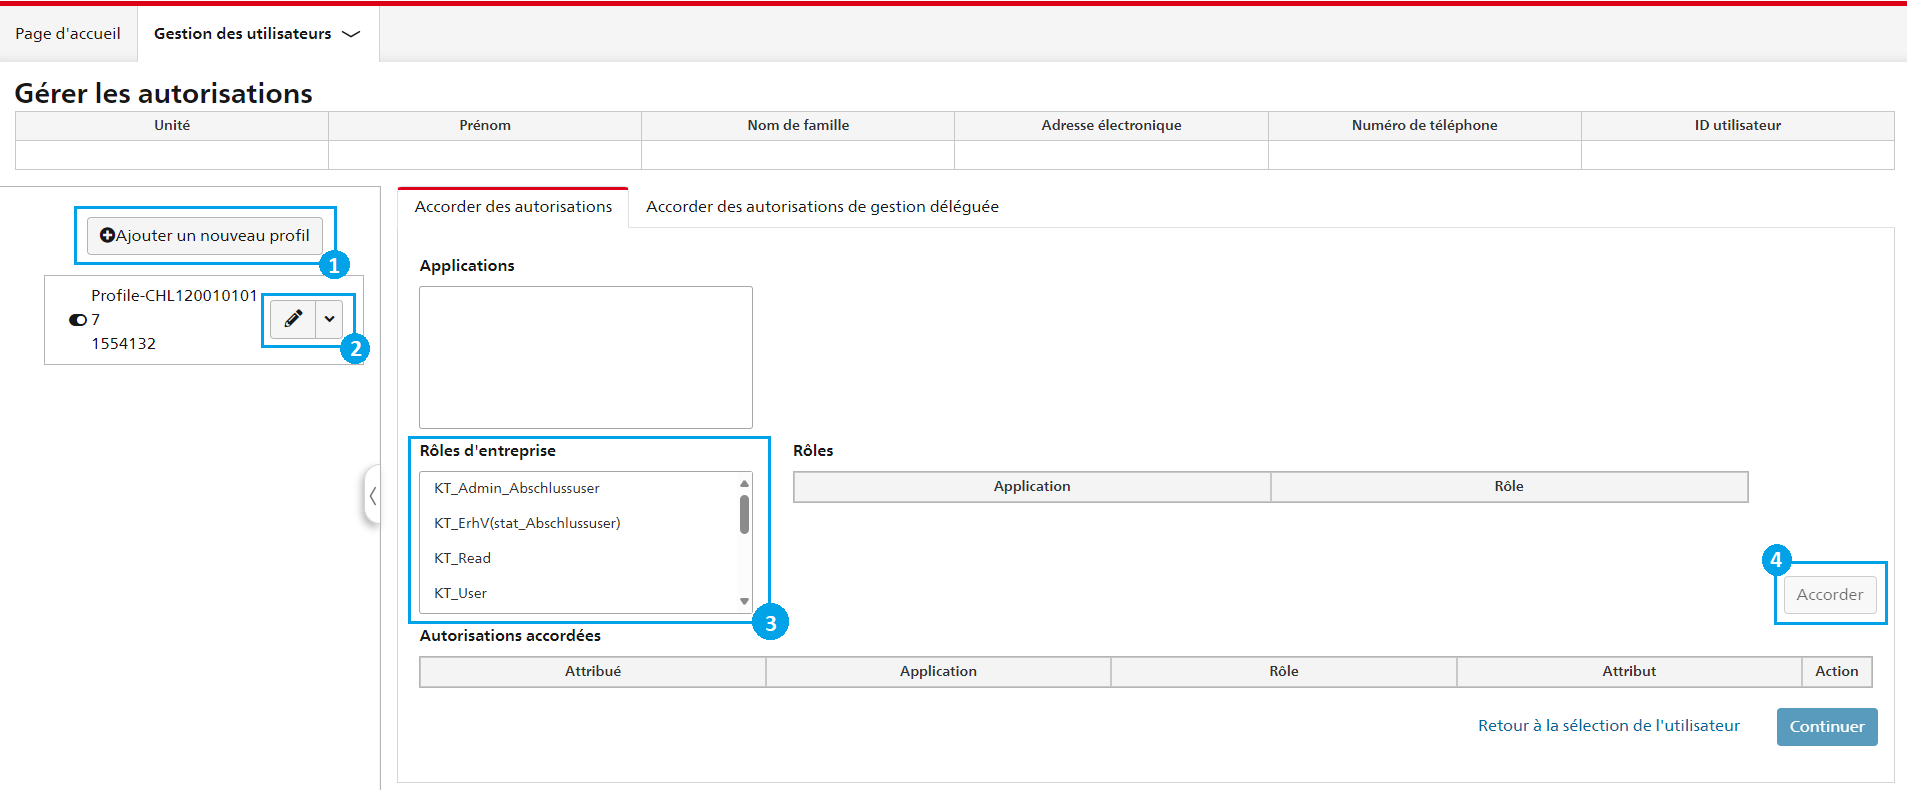 Page d'accueil
Gestion des utilisateurs
Gérer les autorisations
Unité
Prénom
Nom de famille
Adresse électronique
Numéro de téléphone
ID utilisateur
Ajouter un nouveau profil
1
Profile-CHL120010101
7
1554132
2
Accorder des autorisations
Accorder des autorisations de gestion déléguée
Applications
Rôles d'entreprise
KT_Admin_Abschlussuser
KT_ErhV(stat_Abschlussuser)
KT_Read
KT_User
3
Rôles
Application
Rôle
4
Accorder
Autorisations accordées
Attribué
Application
Rôle
Attribut
Action
Retour à la sélection de l'utilisateur
Continuer